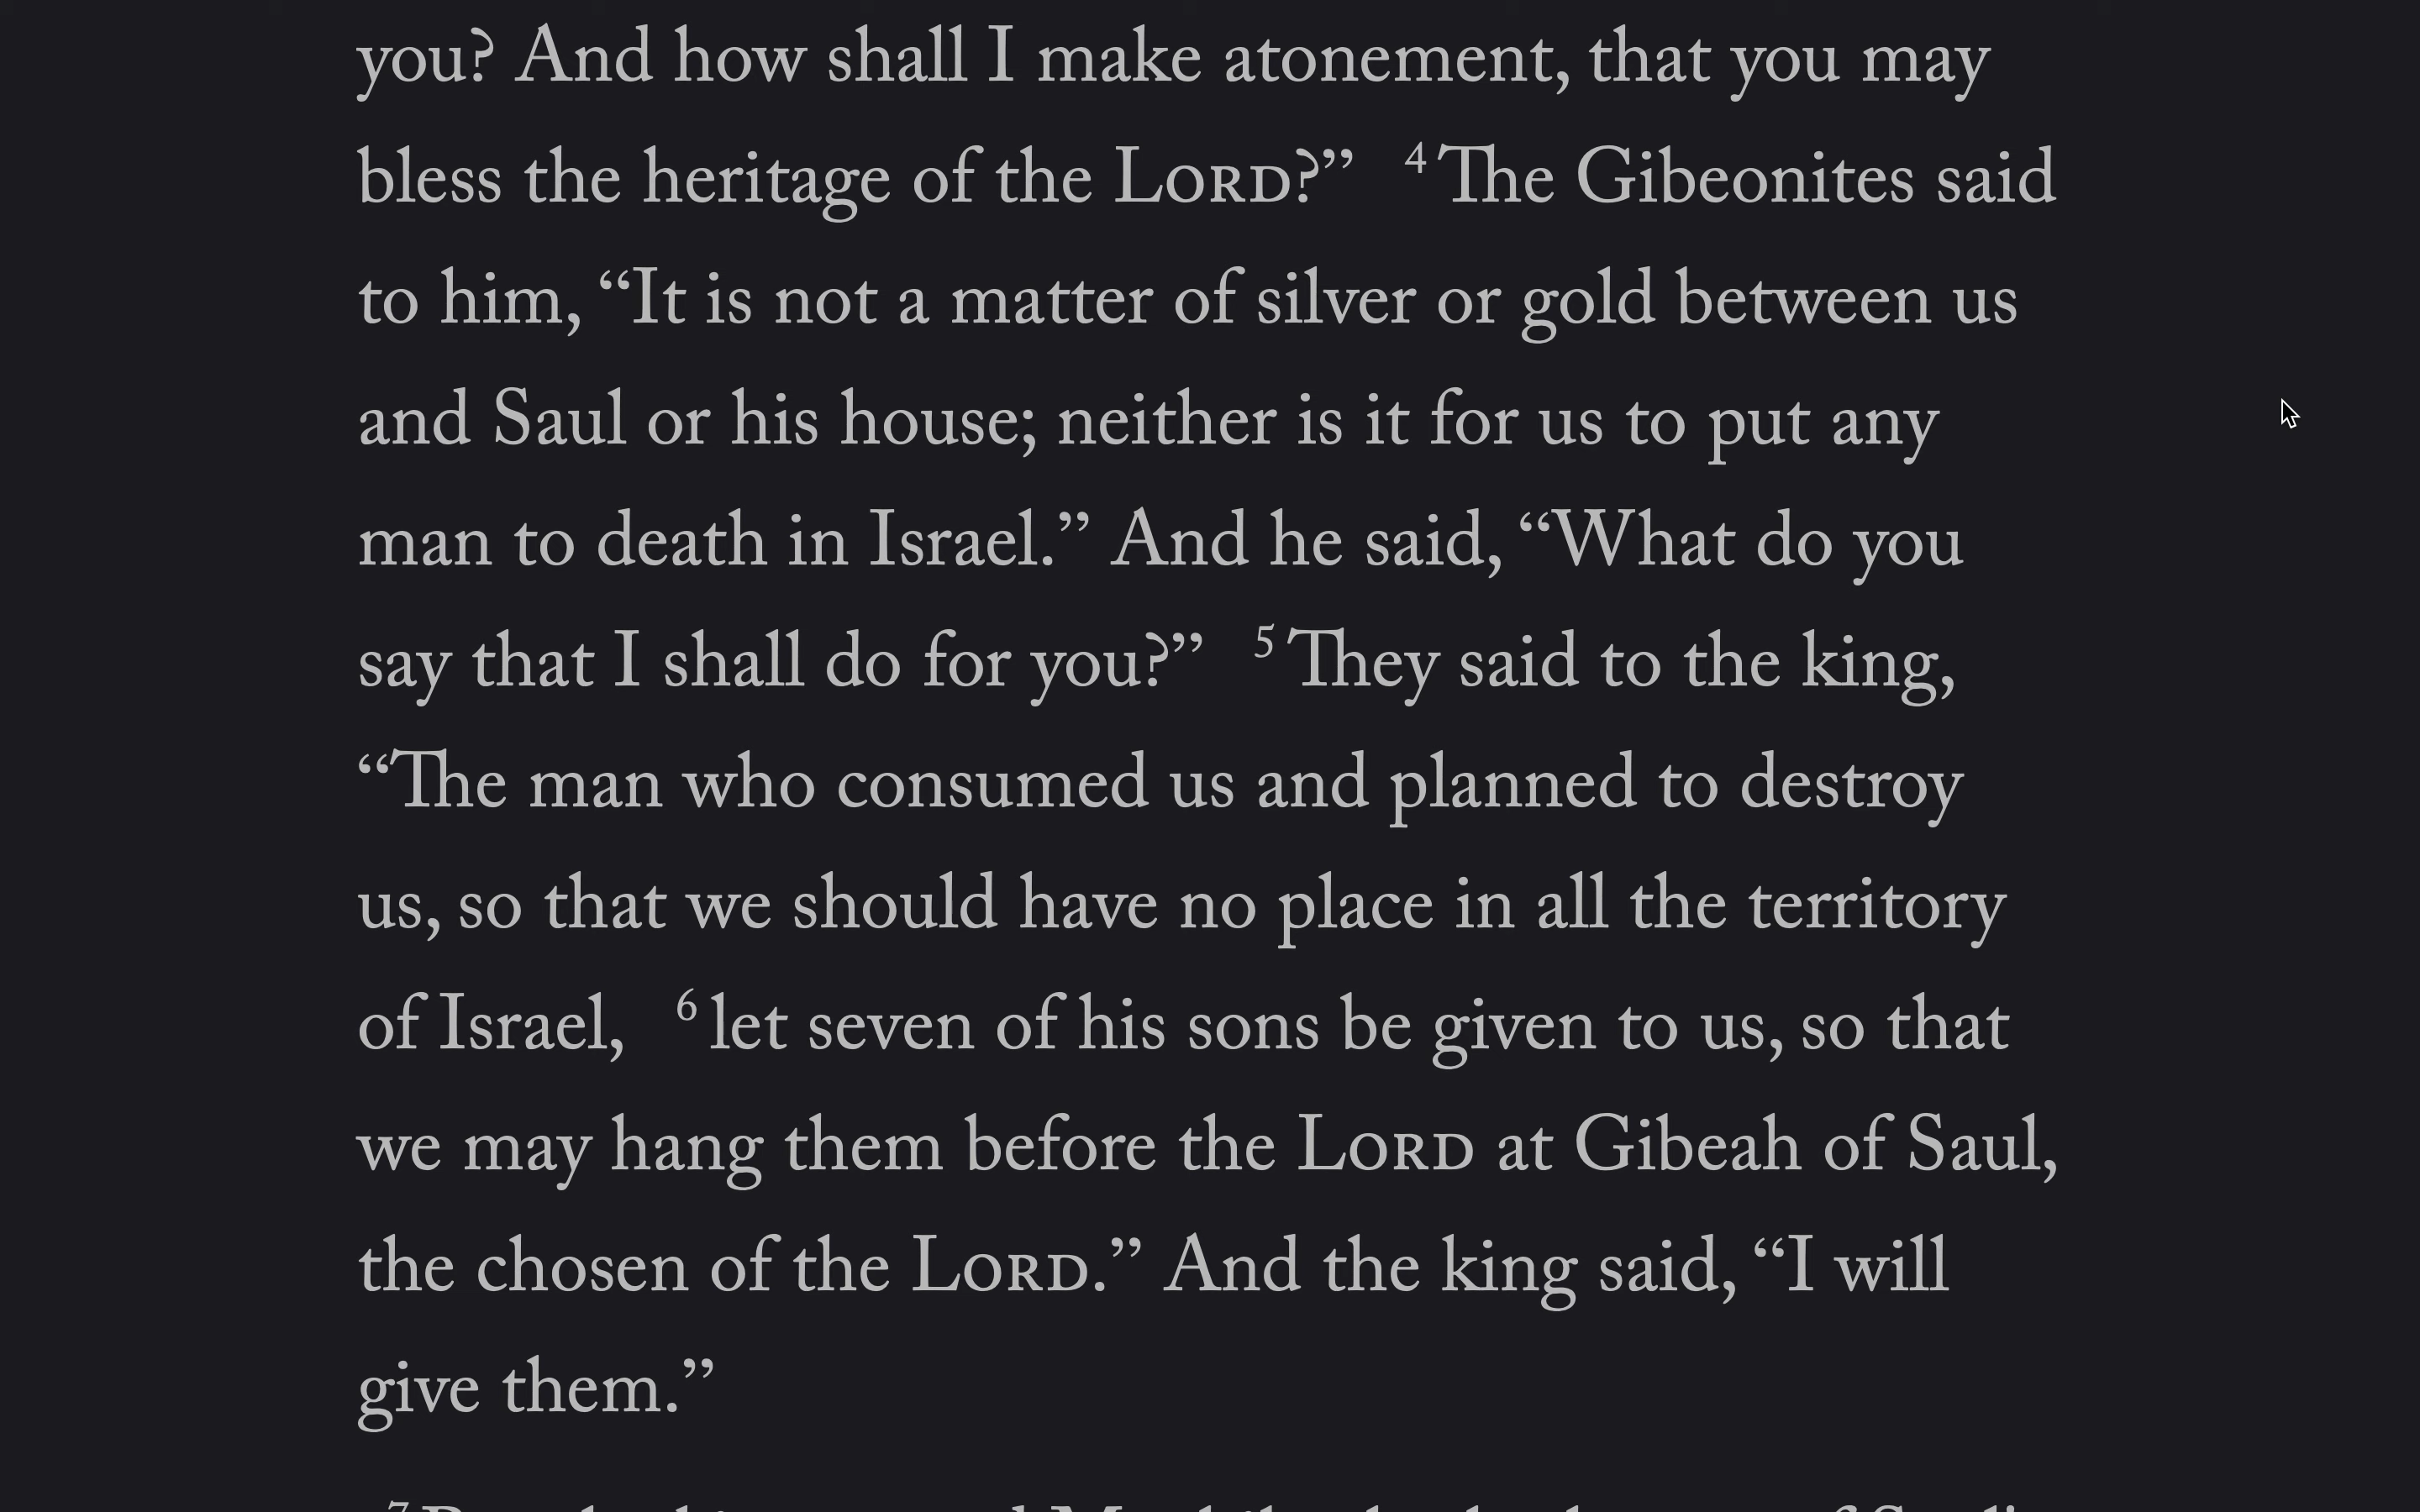 you? And how shall I make atonement, that you may
bless the heritage of the LORD?” 4 The Gibeonites said
to him, “It is not a matter of silver or gold between us
and Saul or his house; neither is it for us to put any
man to death in Israel.” And he said, “What do you
say that I shall do for you?” 5 They said to the king,
“The man who consumed us and planned to destroy
us, so that we should have no place in all the territory
of Israel, 6 let seven of his sons be given to us, so that
we may hang them before the LORD at Gibeah of Saul,
the chosen of the LORD.” And the king said, “I will
give them.”